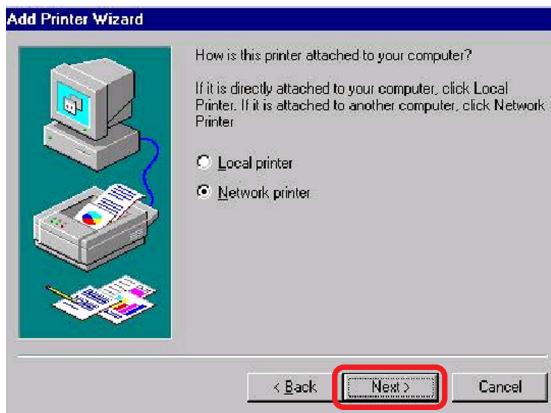 Add Printer Wizard
How is this printer attached to your computer?
If it is directly attached to your computer, click Local
Printer. If it is attached to another computer, click Network
Printer
Local printer
Network printer
< Back Next > Cancel